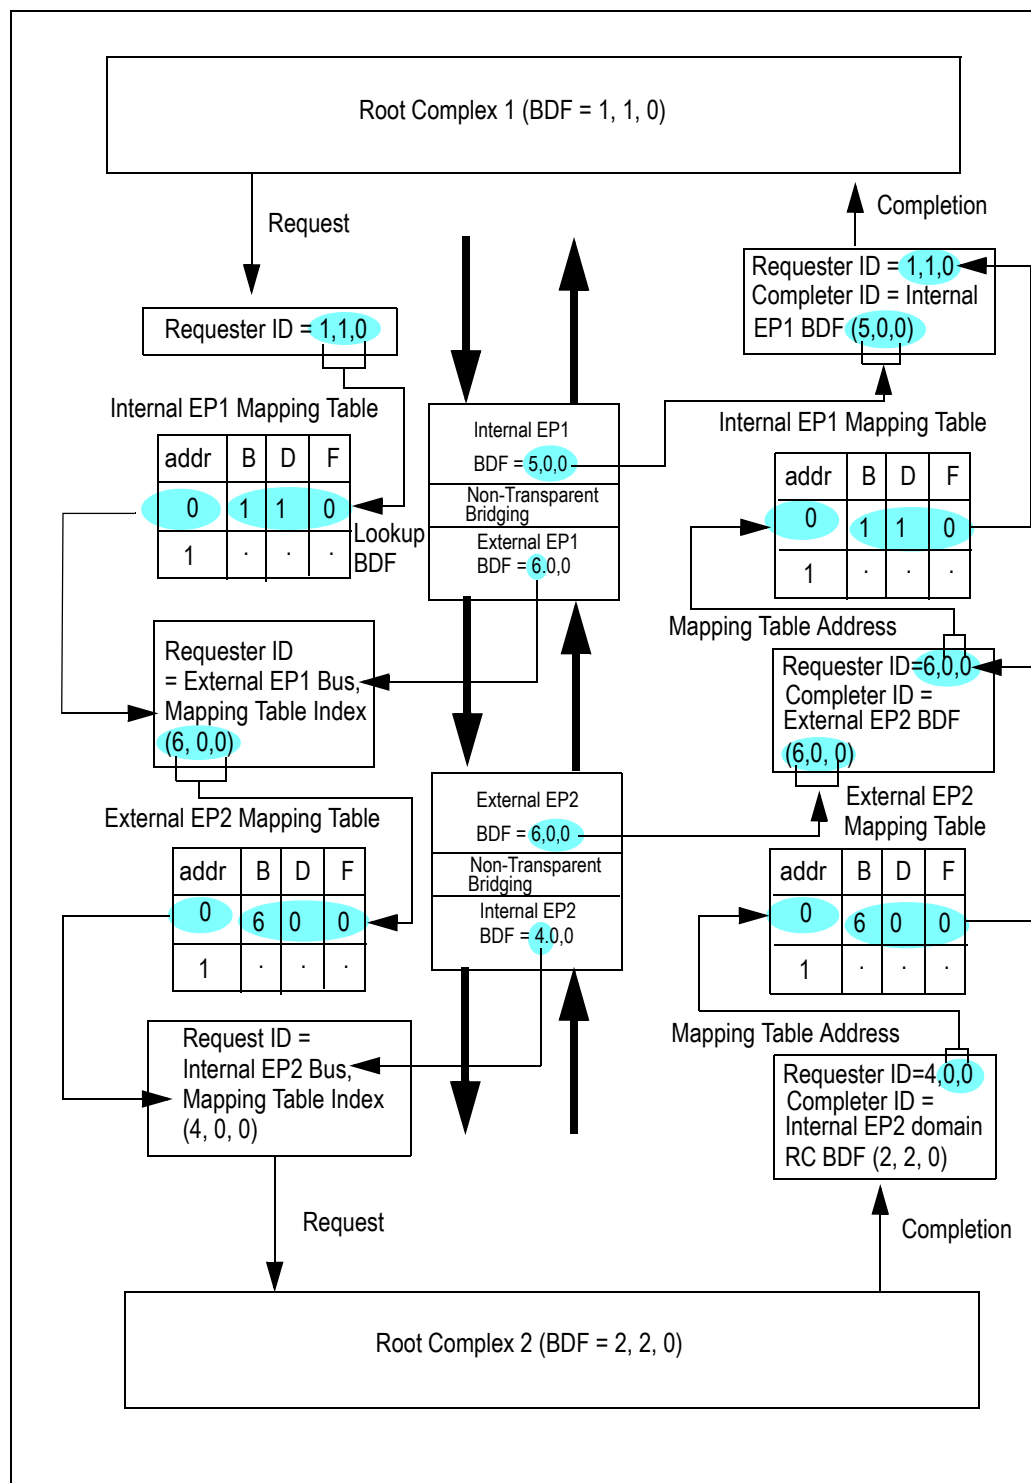 Root Complex 1 (BDF = 1, 1, 0)
Request
Completion
Requester ID = 1,1,0
Requester ID = 1,1,0
Completer ID = Internal
EP1 BDF (5,0,0)
Internal EP1 Mapping Table
addr B D F
0 1 1 0
1 . . .
Lookup
BDF
Internal EP1
BDF = 5,0,0
Non-Transparent
Bridging
External EP1
BDF = 6.0,0
Internal EP1 Mapping Table
addr B D F
0 1 1 0
1 . . .
Mapping Table Address
Requester ID
= External EP1 Bus,
Mapping Table Index
(6, 0,0)
Requester ID=6,0,0
Completer ID =
External EP2 BDF
(6,0, 0)
External EP2 Mapping Table
addr B D F
0 6 0 0
1 . . .
External EP2
BDF = 6,0,0
Non-Transparent
Bridging
Internal EP2
BDF = 4.0,0
External EP2
Mapping Table
addr B D F
0 6 0 0
1 . . .
Mapping Table Address
Request ID =
Internal EP2 Bus,
Mapping Table Index
(4, 0, 0)
Requester ID=4,0,0
Completer ID =
Internal EP2 domain
RC BDF (2, 2, 0)
Request
Completion
Root Complex 2 (BDF = 2, 2, 0)